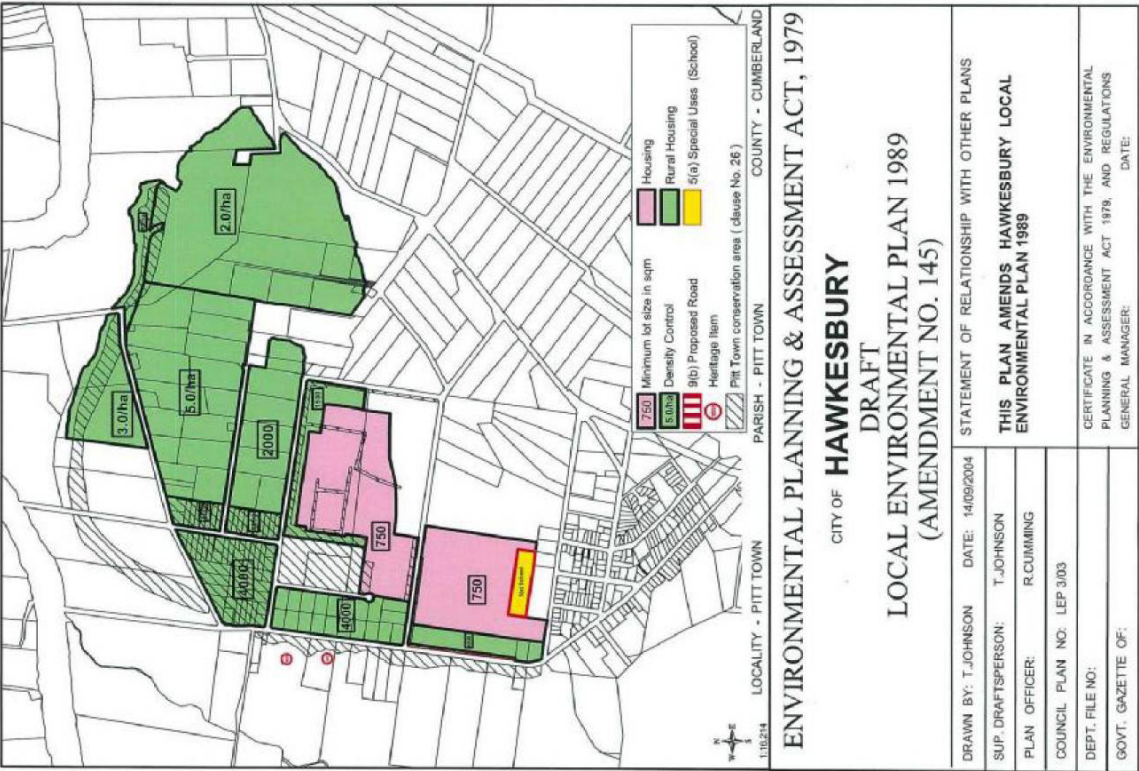 2.0/ha
3.0/ha
5.0/ha
2000
4000
4000
750
750
750 Minimum lot size in sqm
5.0/ha Density Control
9(b) Proposed Road
Heritage Item
Pitt Town conservation area ( clause No. 26 )
Housing
Rural Housing
5(a) Special Uses (School)
N
W E
S
1:16,214
LOCALITY - PITT TOWN PARISH - PITT TOWN COUNTY - CUMBERLAND
ENVIRONMENTAL PLANNING & ASSESSMENT ACT, 1979
CITY OF HAWKESBURY
DRAFT
LOCAL ENVIRONMENTAL PLAN 1989
(AMENDMENT NO. 145)
DRAWN BY: T.JOHNSON DATE: 14/09/2004
SUP. DRAFTSPERSON: T.JOHNSON
PLAN OFFICER: R.CUMMING
COUNCIL PLAN NO: LEP 3/03
DEPT. FILE NO:
GOVT. GAZETTE OF:
STATEMENT OF RELATIONSHIP WITH OTHER PLANS
THIS PLAN AMENDS HAWKESBURY LOCAL
ENVIRONMENTAL PLAN 1989
CERTIFICATE IN ACCORDANCE WITH THE ENVIRONMENTAL
PLANNING & ASSESSMENT ACT 1979, AND REGULATIONS
GENERAL MANAGER: DATE: